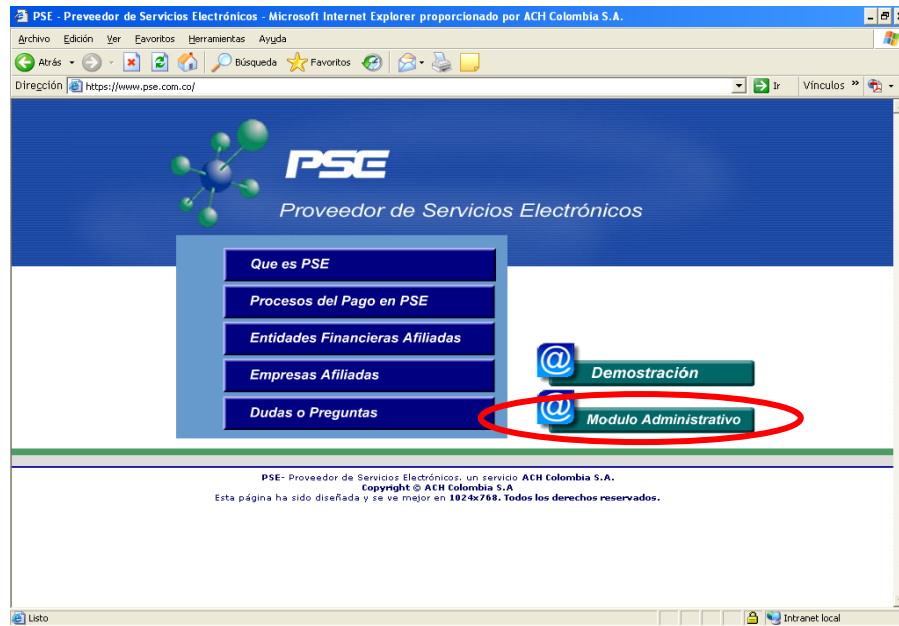 PSE - Preveedor de Servicios Electrónicos - Microsoft Internet Explorer proporcionado por ACH Colombia S.A.
Archivo Edición Ver Favoritos Herramientas Ayuda
Atrás Búsqueda Favoritos
Dirección https://www.pse.com.co/ Ir Vínculos »
PSE
Proveedor de Servicios Electrónicos
Que es PSE
Procesos del Pago en PSE
Entidades Financieras Afiliadas
Empresas Afiliadas
Dudas o Preguntas
@ Demostración
@ Modulo Administrativo
PSE- Proveedor de Servicios Electrónicos. un servicio ACH Colombia S.A.
Copyright © ACH Colombia S.A
Esta página ha sido diseñada y se ve mejor en 1024x768. Todos los derechos reservados.
Listo Intranet local